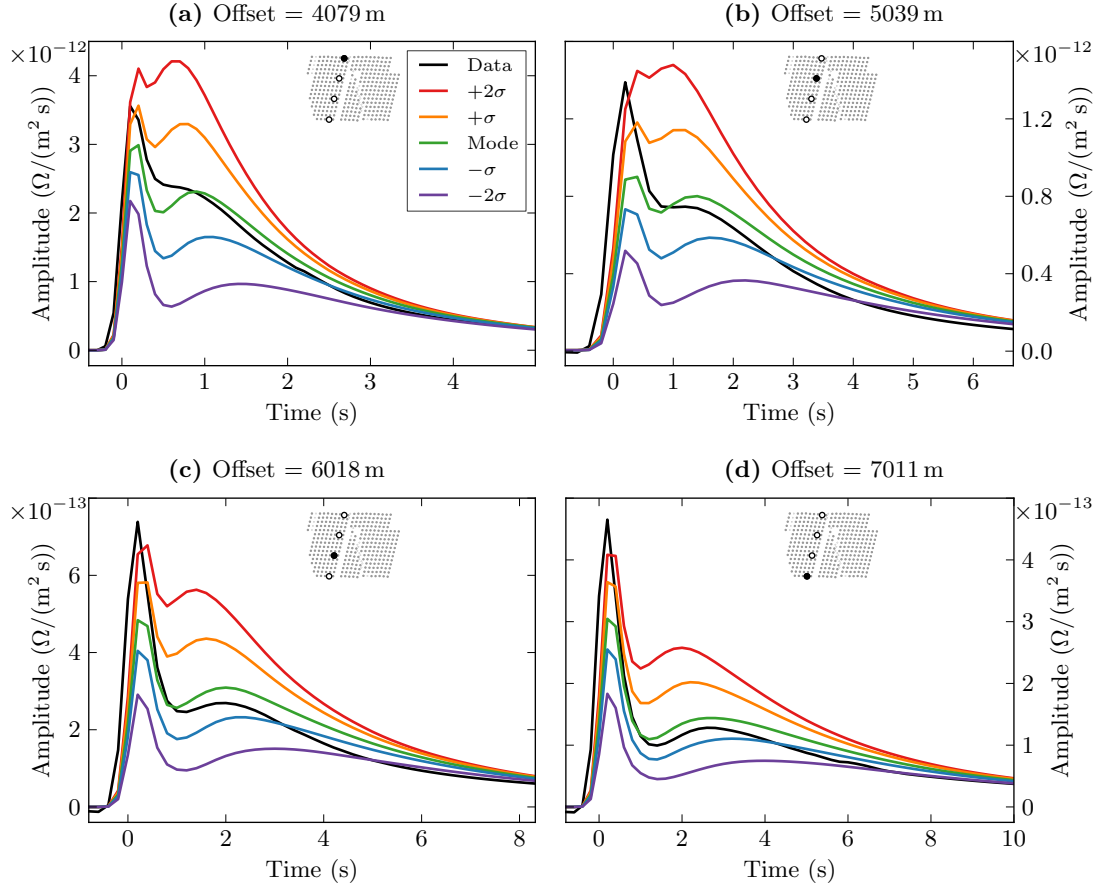 (a) Offset = 4079 m
(b) Offset = 5039 m
×10⁻¹²
4
3
2
1
0
Amplitude (Ω/(m² s))
0 1 2 3 4
Time (s)
Data
+2σ
+σ
Mode
−σ
−2σ
×10⁻¹²
1.2
0.8
0.4
0.0
Amplitude (Ω/(m² s))
0 1 2 3 4 5 6
Time (s)
(c) Offset = 6018 m
(d) Offset = 7011 m
×10⁻¹³
6
4
2
0
Amplitude (Ω/(m² s))
0 2 4 6 8
Time (s)
×10⁻¹³
4
3
2
1
0
Amplitude (Ω/(m² s))
0 2 4 6 8 10
Time (s)